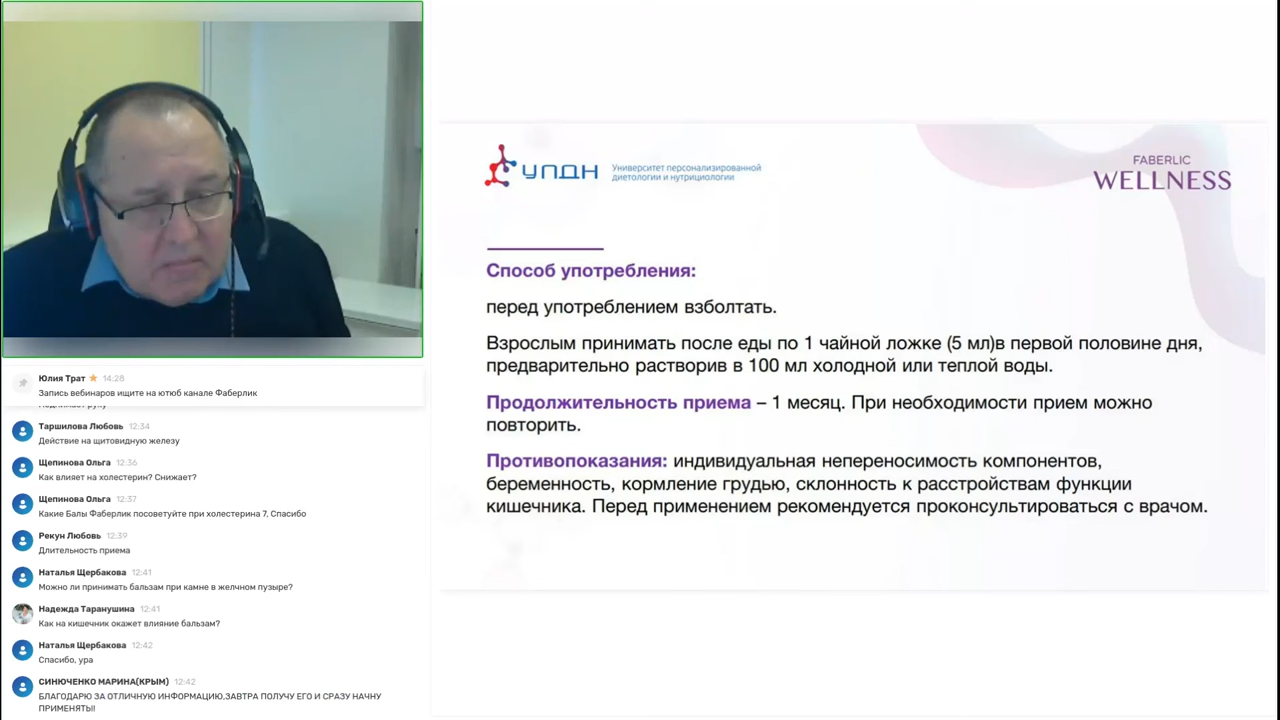 Юлия Трат 14:28
Запись вебинаров ищите на ютюб канале Фаберлик
Таршилова Любовь 12:34
Действие на щитовидную железу
Щепинова Ольга 12:36
Как влияет на холестерин? Снижает?
Щепинова Ольга 12:37
Какие Балы Фаберлик посоветуйте при холестерина 7, Спасибо
Рекун Любовь 12:39
Длительность приема
Наталья Щербакова 12:41
Можно ли принимать бальзам при камне в желчном пузыре?
Надежда Таранушина 12:41
Как на кишечник окажет влияние бальзам?
Наталья Щербакова 12:42
Спасибо, ура
СИНЮЧЕНКО МАРИНА(КРЫМ) 12:42
БЛАГОДАРЮ ЗА ОТЛИЧНУЮ ИНФОРМАЦИЮ,ЗАВТРА ПОЛУЧУ ЕГО И СРАЗУ НАЧНУ
ПРИМЕНЯТЬ!
УПДН
Университет персонализированной
диетологии и нутрициологии
FABERLIC
WELLNESS
Способ употребления:
перед употреблением взболтать.
Взрослым принимать после еды по 1 чайной ложке (5 мл)в первой половине дня,
предварительно растворив в 100 мл холодной или теплой воды.
Продолжительность приема – 1 месяц. При необходимости прием можно
повторить.
Противопоказания: индивидуальная непереносимость компонентов,
беременность, кормление грудью, склонность к расстройствам функции
кишечника. Перед применением рекомендуется проконсультироваться с врачом.